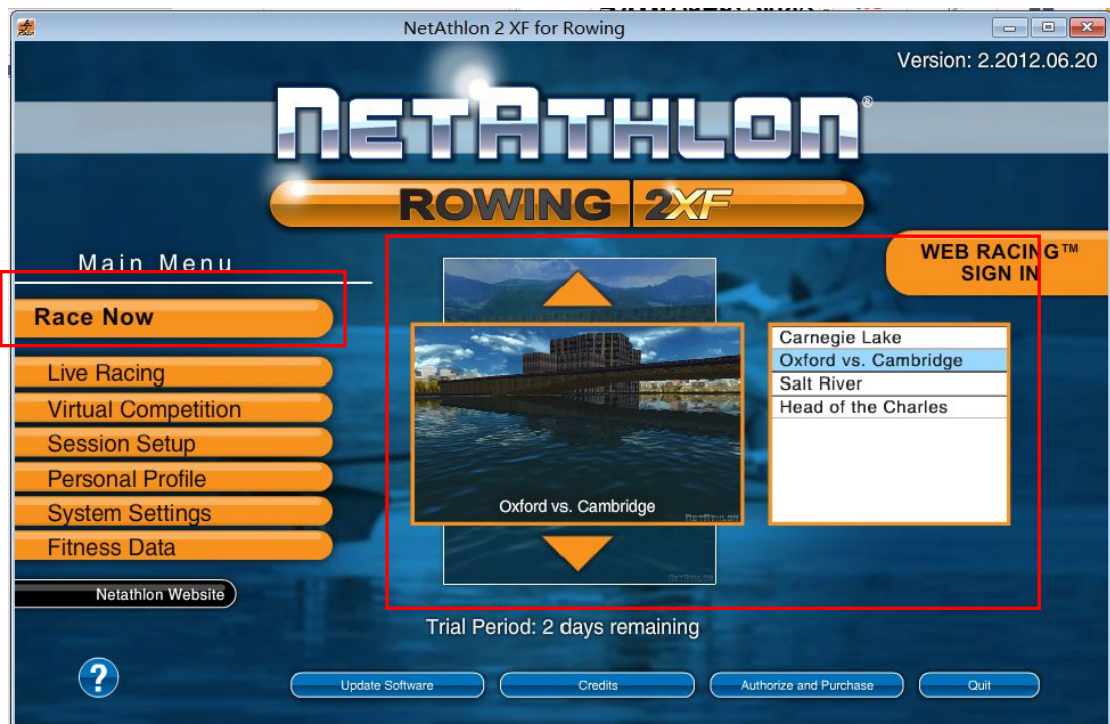 NetAthlon 2 XF for Rowing
Version: 2.2012.06.20
NETATHLON®
ROWING 2XF
WEB RACING™
SIGN IN
Main Menu
Race Now
Live Racing
Virtual Competition
Session Setup
Personal Profile
System Settings
Fitness Data
Netathlon Website
Oxford vs. Cambridge
NETATHLON
NETATHLON
Carnegie Lake
Oxford vs. Cambridge
Salt River
Head of the Charles
Trial Period: 2 days remaining
?
Update Software
Credits
Authorize and Purchase
Quit